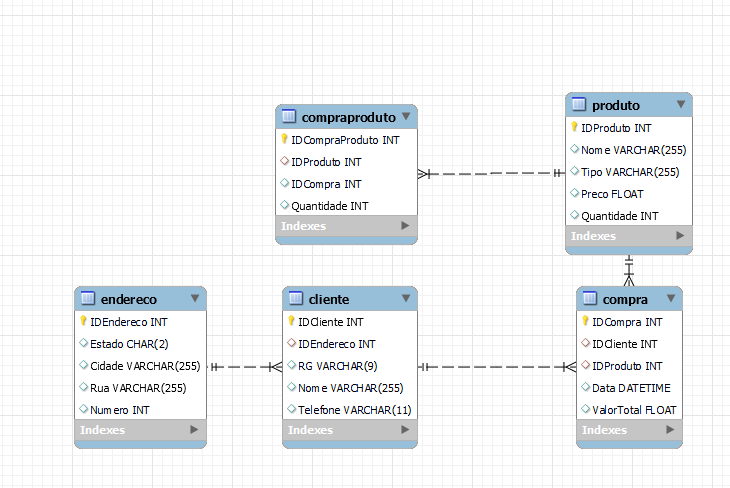 compraproduto
IDCompraProduto INT
IDProduto INT
IDCompra INT
Quantidade INT
Indexes
produto
IDProduto INT
Nome VARCHAR(255)
Tipo VARCHAR(255)
Preco FLOAT
Quantidade INT
Indexes
endereco
IDEndereco INT
Estado CHAR(2)
Cidade VARCHAR(255)
Rua VARCHAR(255)
Numero INT
Indexes
cliente
IDCliente INT
IDEndereco INT
RG VARCHAR(9)
Nome VARCHAR(255)
Telefone VARCHAR(11)
Indexes
compra
IDCompra INT
IDCliente INT
IDProduto INT
Data DATETIME
ValorTotal FLOAT
Indexes